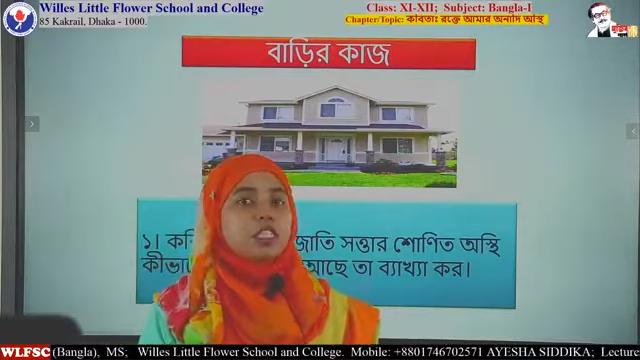 Willes Little Flower School and College
85 Kakrail, Dhaka - 1000.
Class: XI-XII; Subject: Bangla-I
Chapter/Topic: কবিতা: রক্তে আমার অনাদি অস্থি
বাড়ির কাজ
১। জাতি সত্তার শোণিত অস্থি
আছে তা ব্যাখ্যা কর।
WLFSC (Bangla), MS; Willes Little Flower School and College. Mobile: +8801746702571 AYESHA SIDDIKA; Lecture